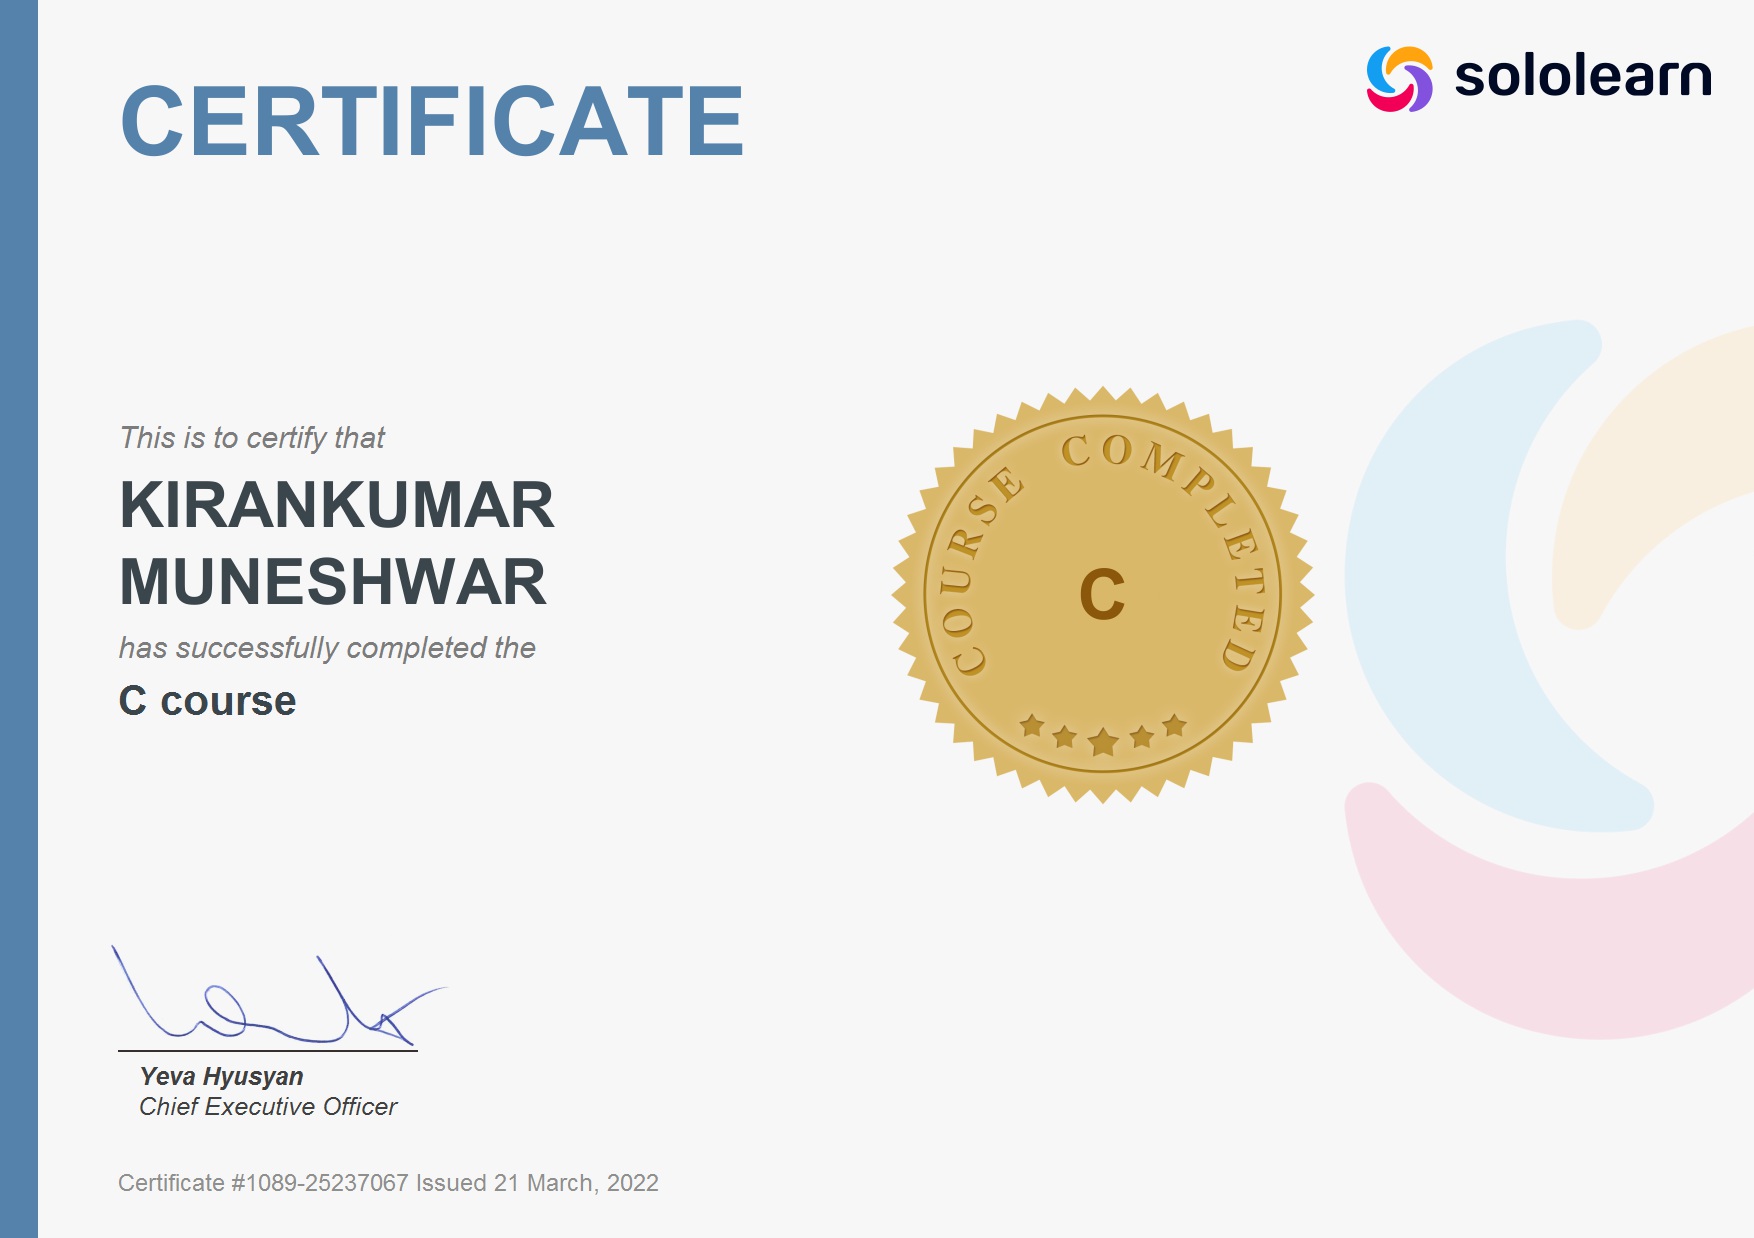 CERTIFICATE
sololearn
This is to certify that
KIRANKUMAR
MUNESHWAR
has successfully completed the
C course
COURSE COMPLETED
C
Yeva Hyusyan
Chief Executive Officer
Certificate #1089-25237067 Issued 21 March, 2022